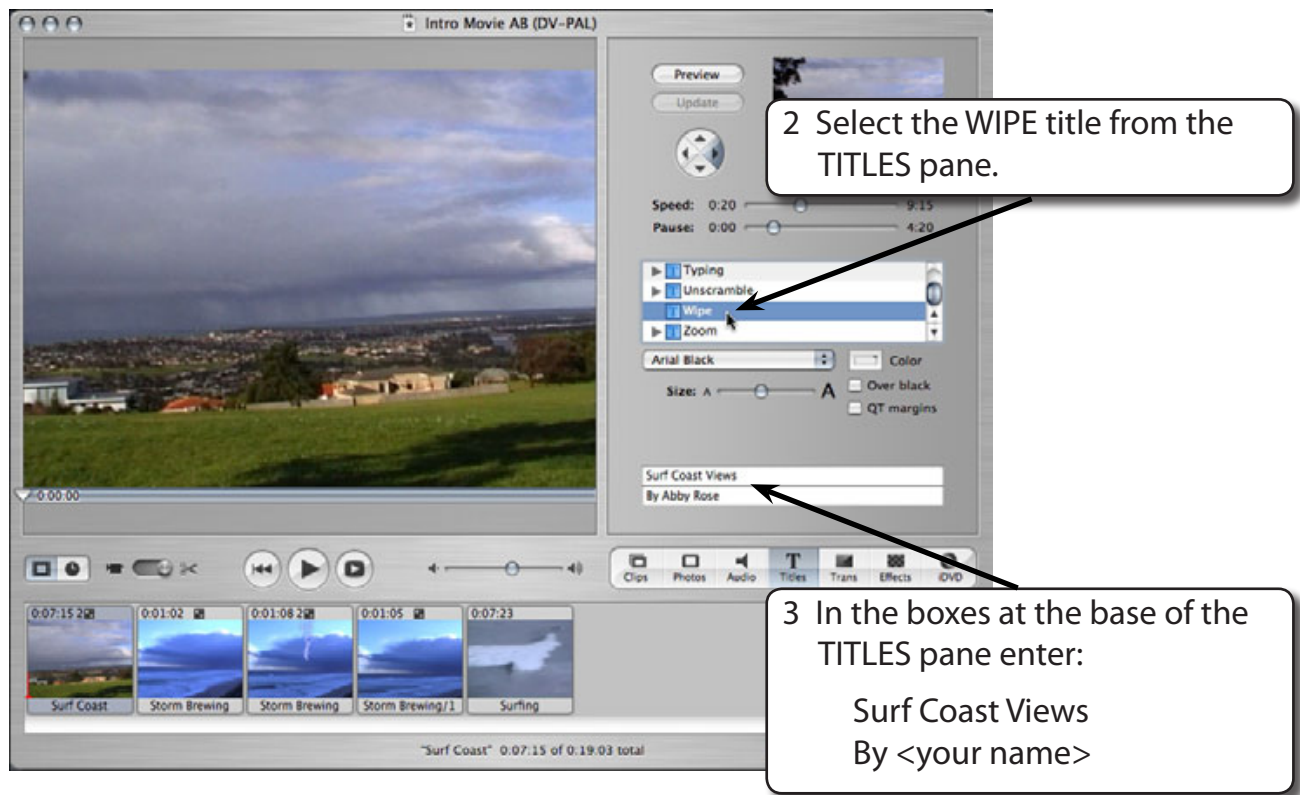 Intro Movie A8 (DV-PAL)
Preview
Update
2 Select the WIPE title from the
TITLES pane.
Speed: 0:20 9:15
Pause: 0:00 4:20
Typing
Unscramble
Wipe
Zoom
Arial Black
Color
Size: A A
Over black
QT margins
Surf Coast Views
By Abby Rose
0:00:00
Clips Photos Audio Titles Trans Effects iDVD
3 In the boxes at the base of the
TITLES pane enter:
Surf Coast Views
By <your name>
0:07:15 2 0:01:02 0:01:08 2 0:01:05 0:07:23
Surf Coast Storm Brewing Storm Brewing Storm Brewing/1 Surfing
"Surf Coast" 0:07:15 of 0:19:03 total